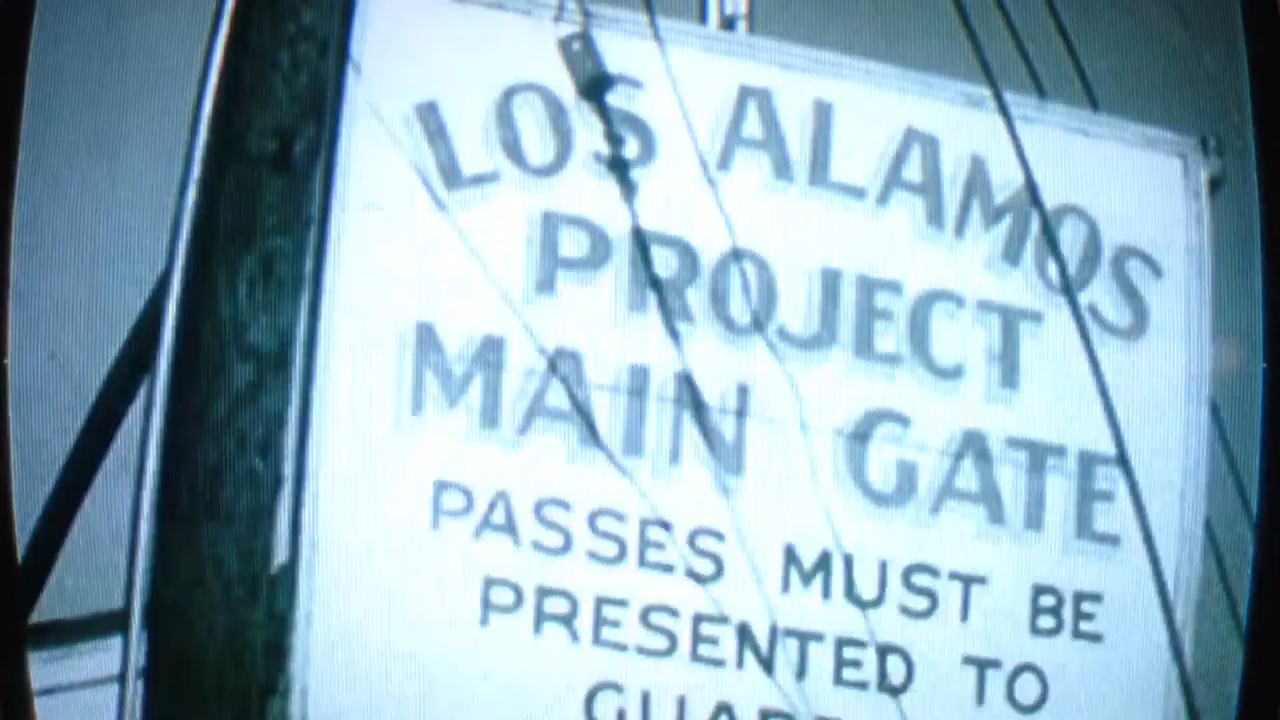 LOS ALAMOS
PROJECT
MAIN GATE
PASSES MUST BE
PRESENTED TO